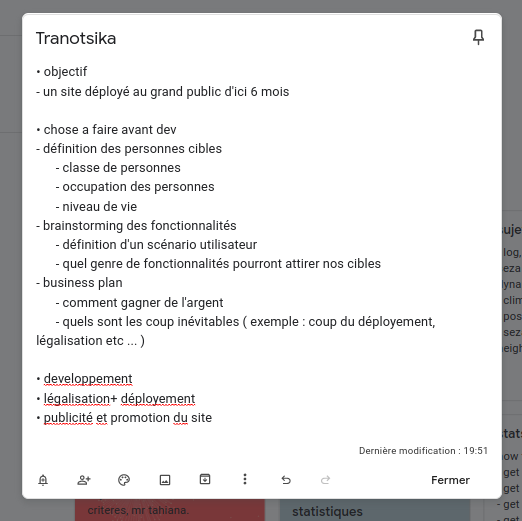 Tranotsika
• objectif
- un site déployé au grand public d'ici 6 mois
• chose a faire avant dev
- définition des personnes cibles
- classe de personnes
- occupation des personnes
- niveau de vie
- brainstorming des fonctionnalités
- définition d'un scénario utilisateur
- quel genre de fonctionnalités pourront attirer nos cibles
- business plan
- comment gagner de l'argent
- quels sont les coup inévitables ( exemple : coup du déployement,
légalisation etc ... )
• developpement
• légalisation+ déployement
• publicité et promotion du site
Dernière modification : 19:51
Fermer
criteres, mr tahiana.
statistiques